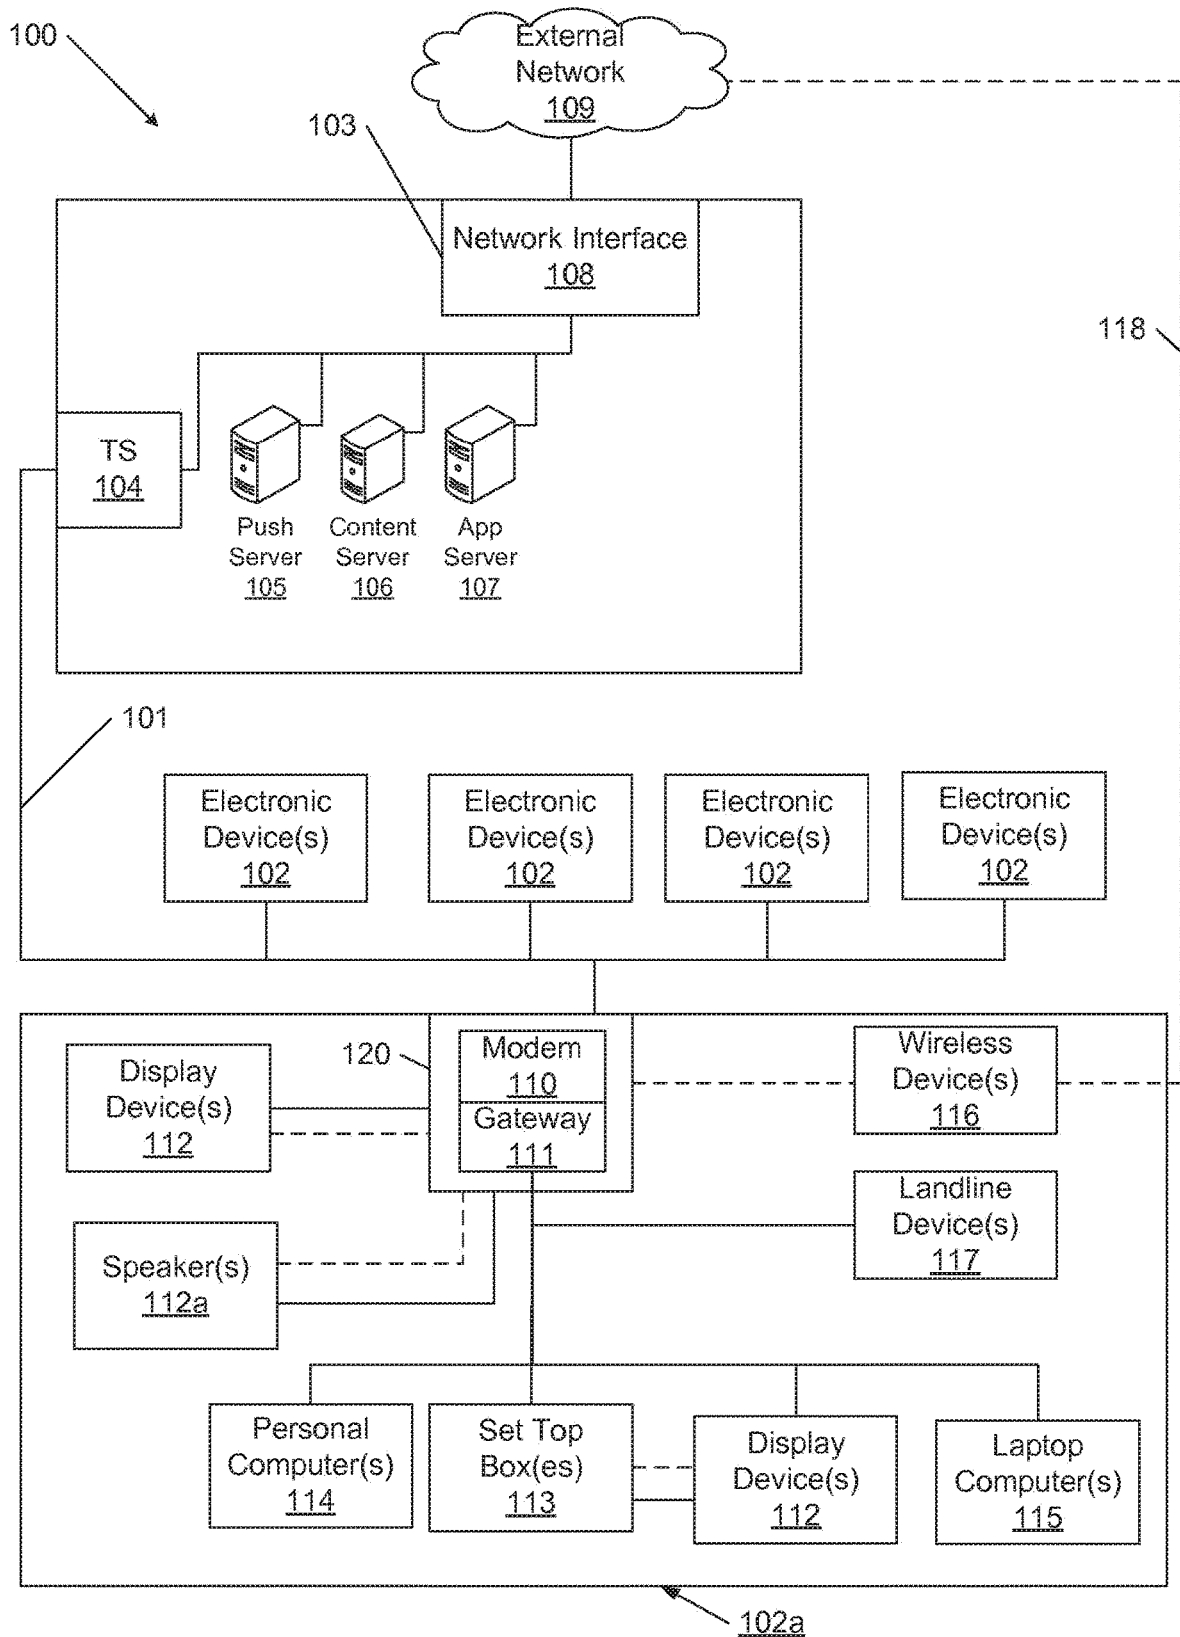 100
External
Network
109
103
Network Interface
108
118
TS
104
Push
Server
105
Content
Server
106
App
Server
107
101
Electronic
Device(s)
102
Electronic
Device(s)
102
Electronic
Device(s)
102
Electronic
Device(s)
102
120
Modem
110
Gateway
111
Display
Device(s)
112
Wireless
Device(s)
116
Landline
Device(s)
117
Speaker(s)
112a
Personal
Computer(s)
114
Set Top
Box(es)
113
Display
Device(s)
112
Laptop
Computer(s)
115
102a